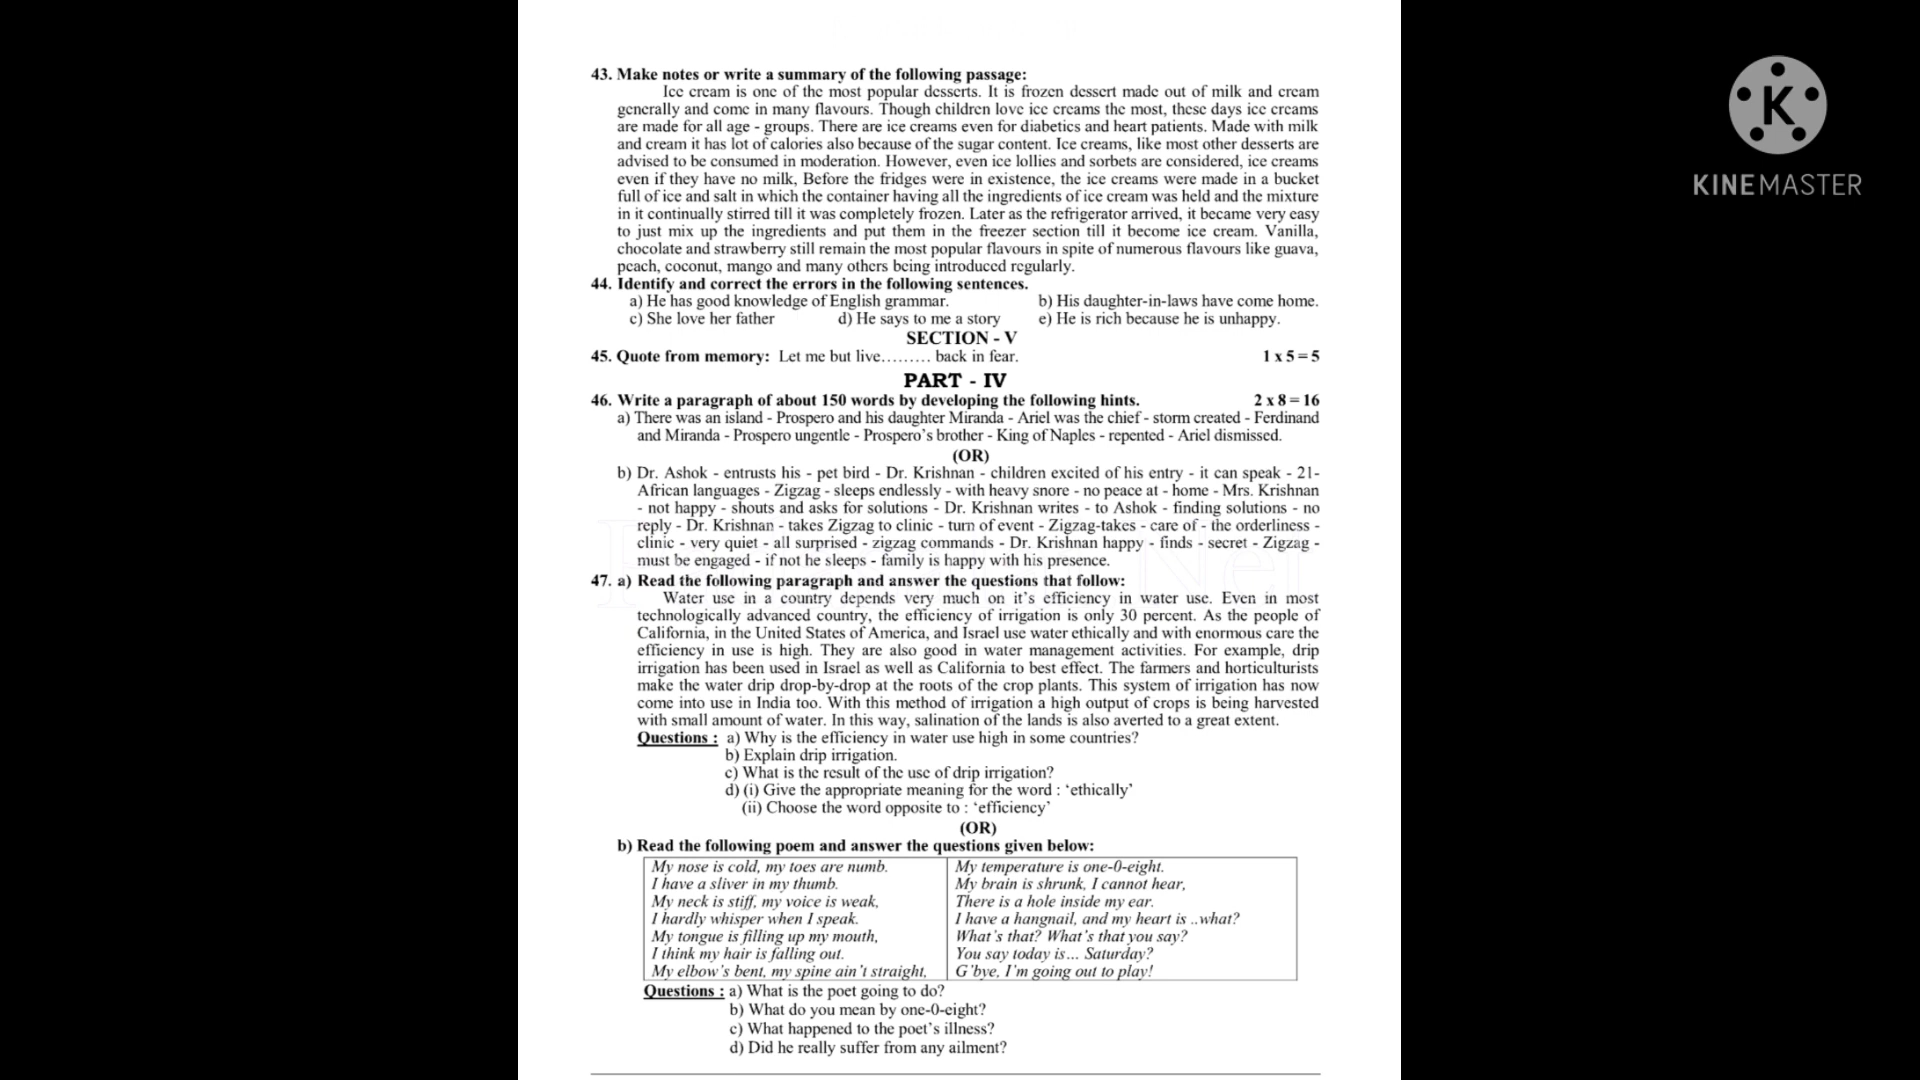 43. Make notes or write a summary of the following passage:
Ice cream is one of the most popular desserts. It is frozen dessert made out of milk and cream
generally and come in many flavours. Though children love ice creams the most, these days ice creams
are made for all age - groups. There are ice creams even for diabetics and heart patients. Made with milk
and cream it has lot of calories also because of the sugar content. Ice creams, like most other desserts are
advised to be consumed in moderation. However, even ice lollies and sorbets are considered, ice creams
even if they have no milk, Before the fridges were in existence, the ice creams were made in a bucket
full of ice and salt in which the container having all the ingredients of ice cream was held and the mixture
in it continually stirred till it was completely frozen. Later as the refrigerator arrived, it became very easy
to just mix up the ingredients and put them in the freezer section till it become ice cream. Vanilla,
chocolate and strawberry still remain the most popular flavours in spite of numerous flavours like guava,
peach, coconut, mango and many others being introduced regularly.
44. Identify and correct the errors in the following sentences.
a) He has good knowledge of English grammar. b) His daughter-in-laws have come home.
c) She love her father d) He says to me a story e) He is rich because he is unhappy.
SECTION - V
45. Quote from memory: Let me but live......... back in fear. 1 x 5 = 5
PART - IV
46. Write a paragraph of about 150 words by developing the following hints. 2 x 8 = 16
a) There was an island - Prospero and his daughter Miranda - Ariel was the chief - storm created - Ferdinand
and Miranda - Prospero ungentle - Prospero's brother - King of Naples - repented - Ariel dismissed.
(OR)
b) Dr. Ashok - entrusts his - pet bird - Dr. Krishnan - children excited of his entry - it can speak - 21-
African languages - Zigzag - sleeps endlessly - with heavy snore - no peace at - home - Mrs. Krishnan
- not happy - shouts and asks for solutions - Dr. Krishnan writes - to Ashok - finding solutions - no
reply - Dr. Krishnan - takes Zigzag to clinic - turn of event - Zigzag-takes - care of - the orderliness -
clinic - very quiet - all surprised - zigzag commands - Dr. Krishnan happy - finds - secret - Zigzag -
must be engaged - if not he sleeps - family is happy with his presence.
47. a) Read the following paragraph and answer the questions that follow:
Water use in a country depends very much on it's efficiency in water use. Even in most
technologically advanced country, the efficiency of irrigation is only 30 percent. As the people of
California, in the United States of America, and Israel use water ethically and with enormous care the
efficiency in use is high. They are also good in water management activities. For example, drip
irrigation has been used in Israel as well as California to best effect. The farmers and horticulturists
make the water drip drop-by-drop at the roots of the crop plants. This system of irrigation has now
come into use in India too. With this method of irrigation a high output of crops is being harvested
with small amount of water. In this way, salination of the lands is also averted to a great extent.
Questions : a) Why is the efficiency in water use high in some countries?
b) Explain drip irrigation.
c) What is the result of the use of drip irrigation?
d) (i) Give the appropriate meaning for the word : 'ethically'
(ii) Choose the word opposite to : 'efficiency'
(OR)
b) Read the following poem and answer the questions given below:
My nose is cold, my toes are numb.
I have a sliver in my thumb.
My neck is stiff, my voice is weak,
I hardly whisper when I speak.
My tongue is filling up my mouth,
I think my hair is falling out.
My elbow's bent, my spine ain't straight,
My temperature is one-0-eight.
My brain is shrunk, I cannot hear,
There is a hole inside my ear.
I have a hangnail, and my heart is ..what?
What's that? What's that you say?
You say today is... Saturday?
G'bye, I'm going out to play!
Questions : a) What is the poet going to do?
b) What do you mean by one-0-eight?
c) What happened to the poet's illness?
d) Did he really suffer from any ailment?
K
KINEMASTER